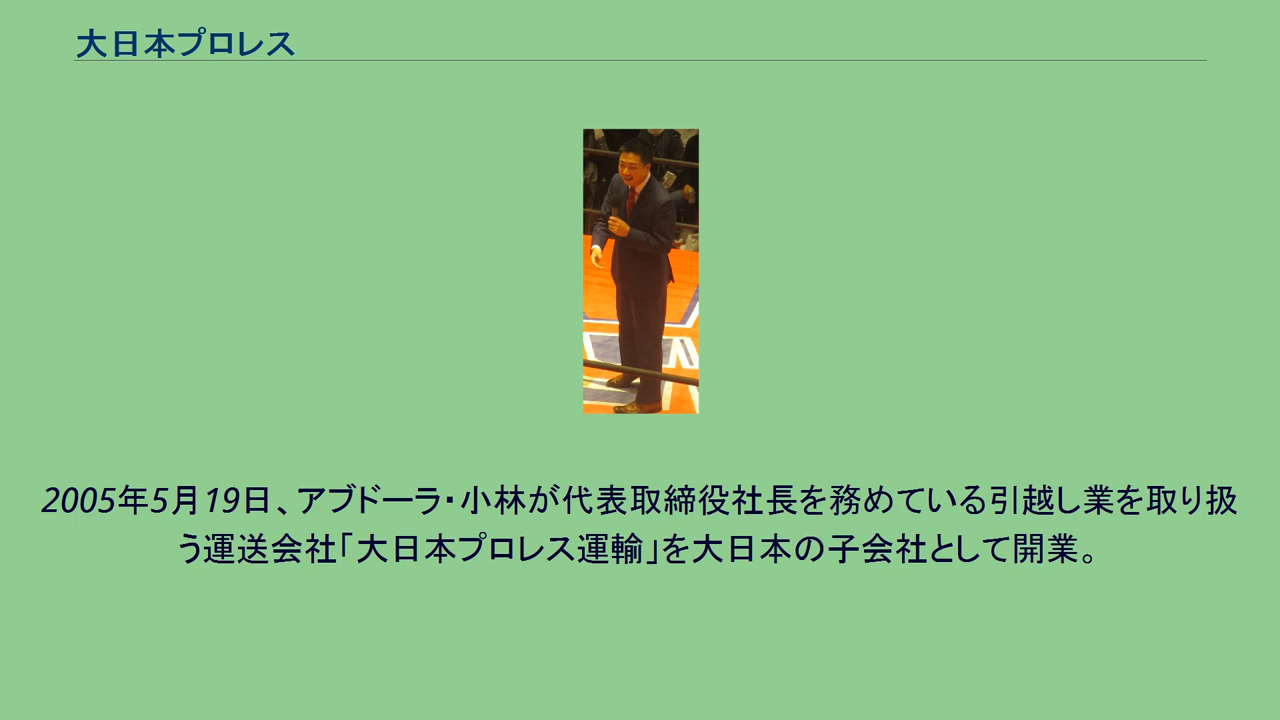 大日本プロレス
2005年5月19日、アブドーラ・小林が代表取締役社長を務めている引越し業を取り扱
う運送会社「大日本プロレス運輸」を大日本の子会社として開業。